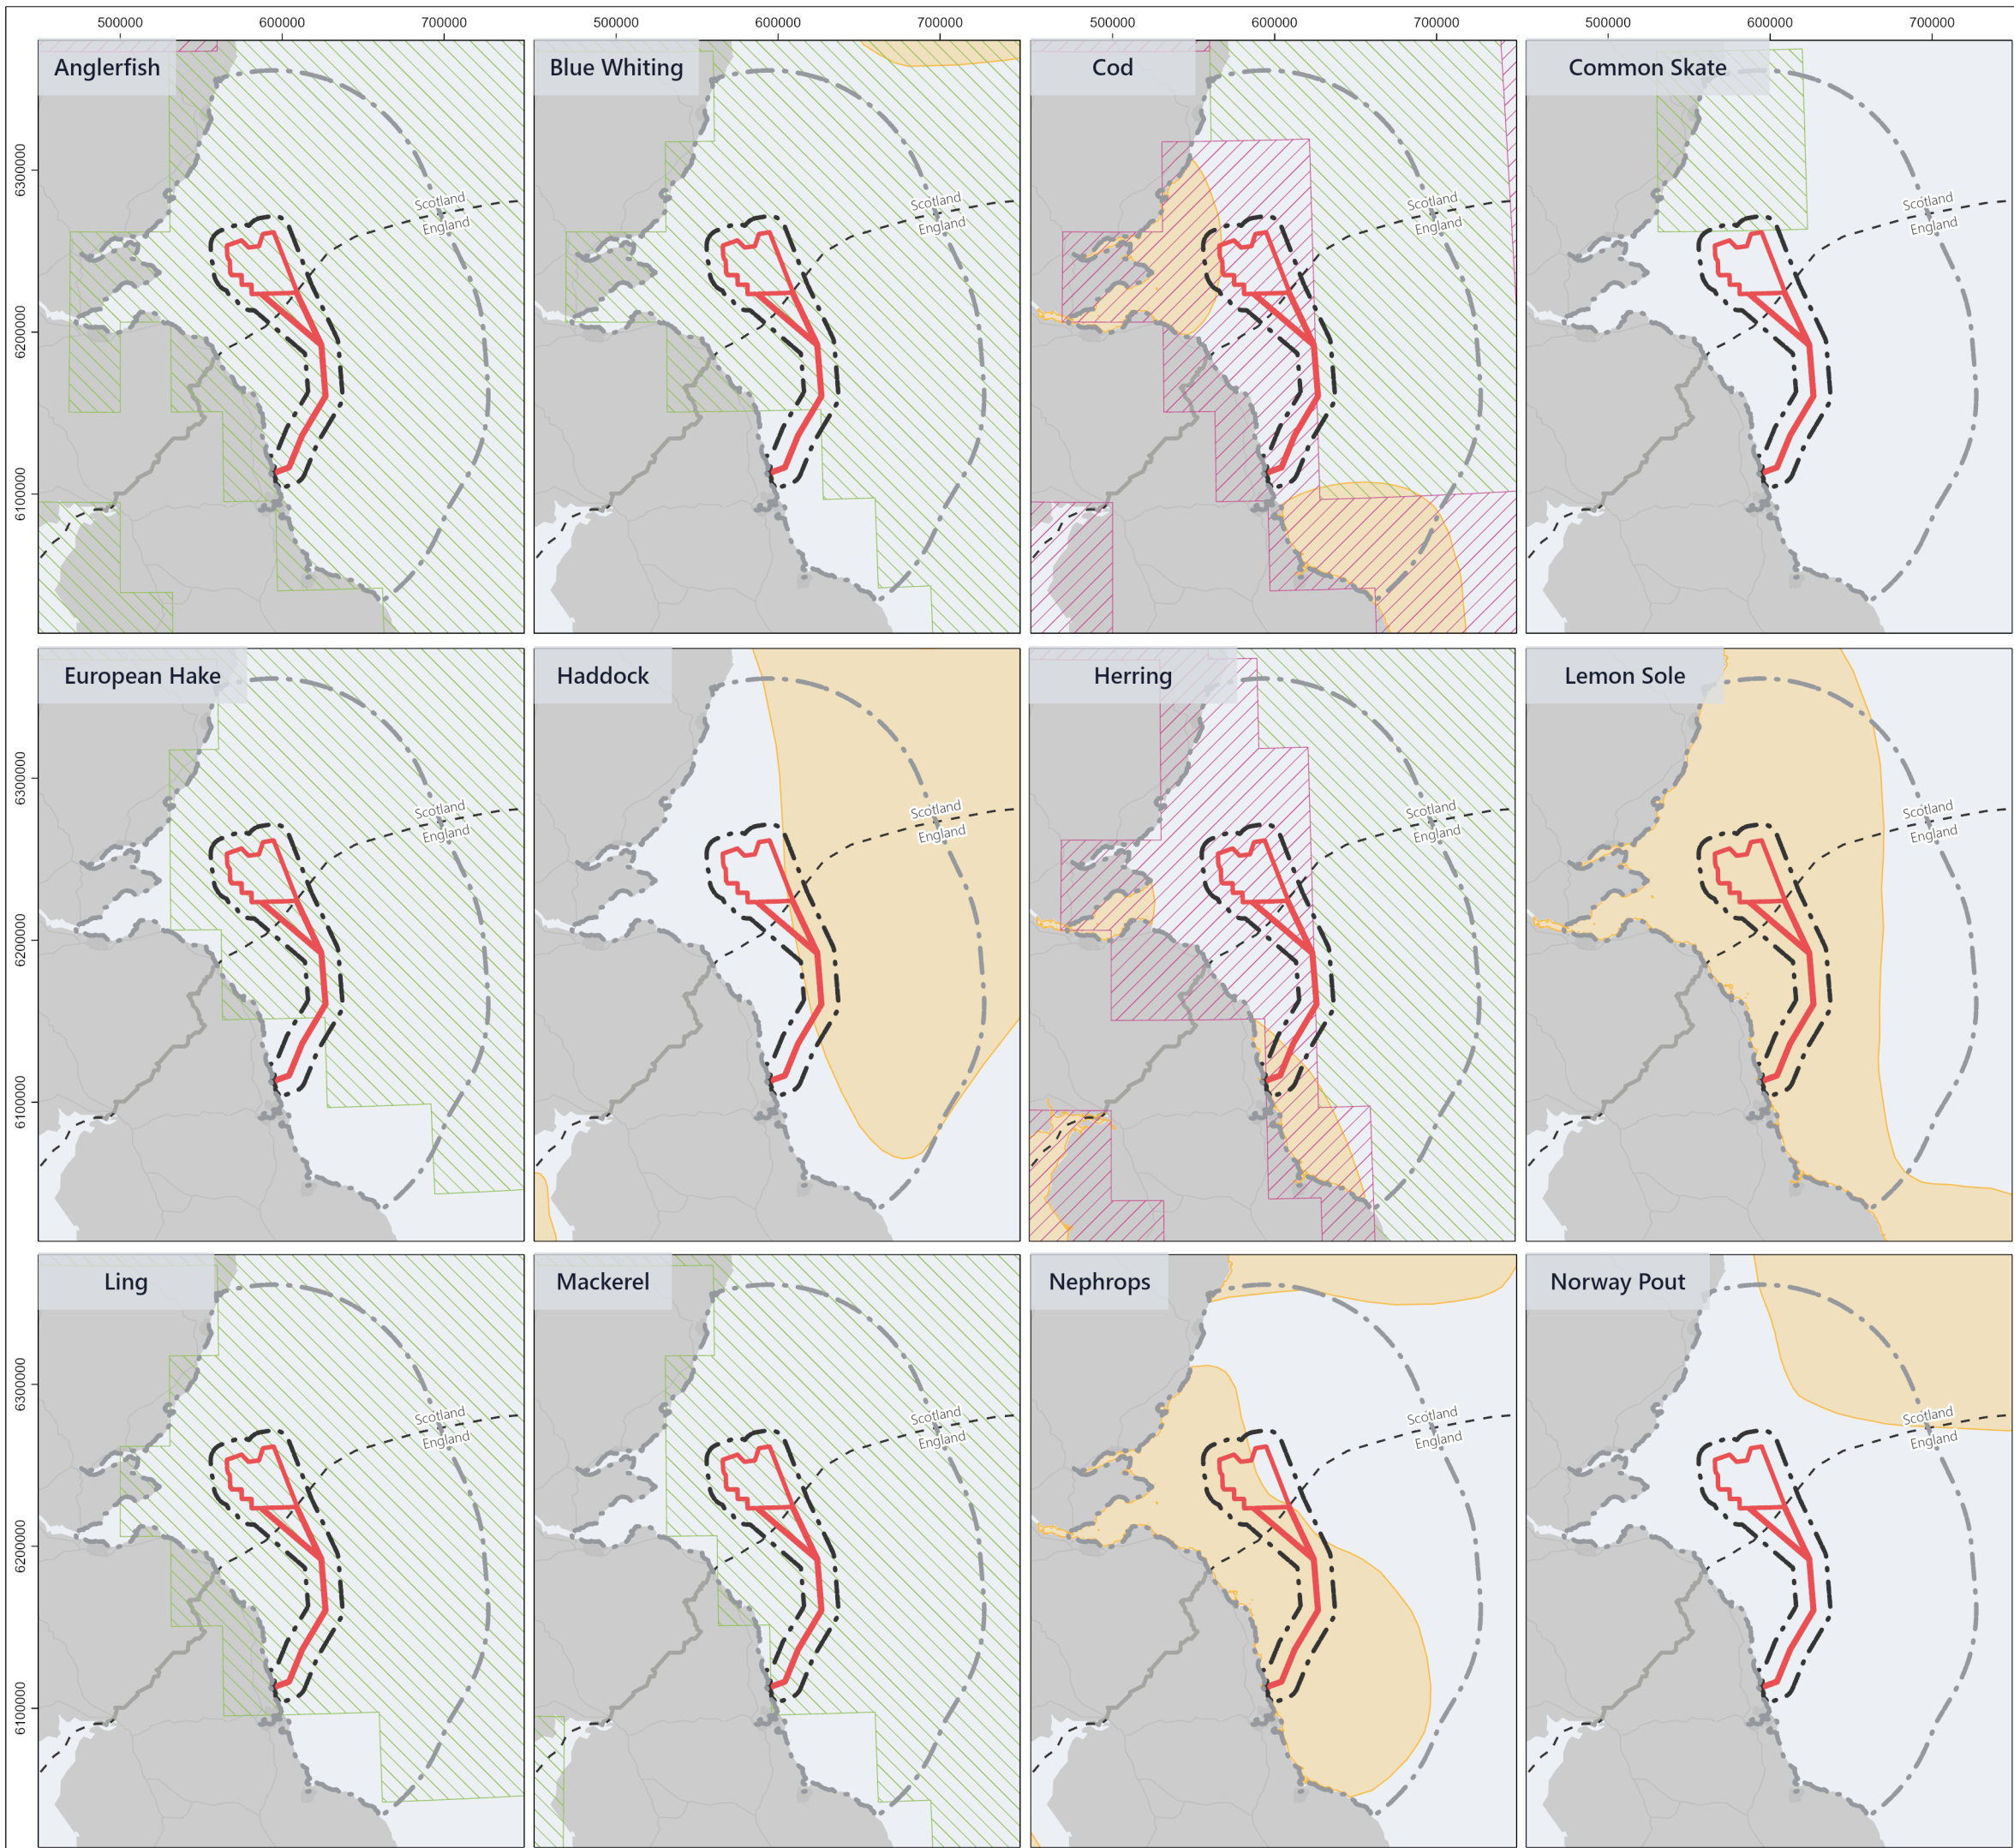 500000 600000 700000 500000 600000 700000 500000 600000 700000 500000 600000 700000
Anglerfish Blue Whiting Cod Common Skate
6300000
Scotland Scotland Scotland Scotland
England England England England
6200000
6100000
European Hake Haddock Herring Lemon Sole
6300000
Scotland Scotland Scotland Scotland
England England England England
6200000
6100000
Ling Mackerel Nephrops Norway Pout
6300000
Scotland Scotland Scotland Scotland
England England England England
6200000
6100000